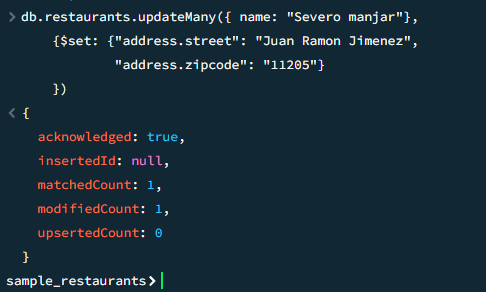 > db.restaurants.updateMany({ name: "Severo manjar"},
{$set: {"address.street": "Juan Ramon Jimenez",
"address.zipcode": "11205"}
})
< {
acknowledged: true,
insertedId: null,
matchedCount: 1,
modifiedCount: 1,
upsertedCount: 0
}
sample_restaurants>